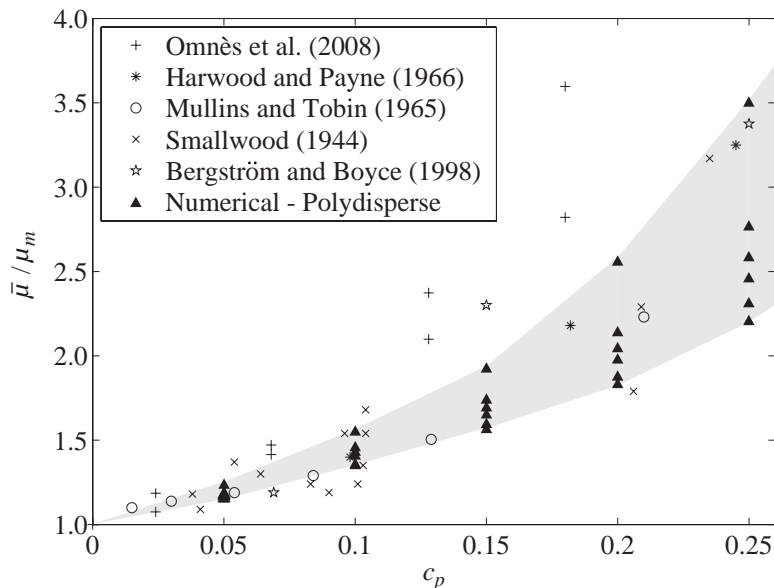 4.0
3.5
3.0
2.5
2.0
1.5
1.0
μ̄ / μm
Omnès et al. (2008)
Harwood and Payne (1966)
Mullins and Tobin (1965)
Smallwood (1944)
Bergström and Boyce (1998)
Numerical - Polydisperse
0 0.05 0.1 0.15 0.2 0.25
cp